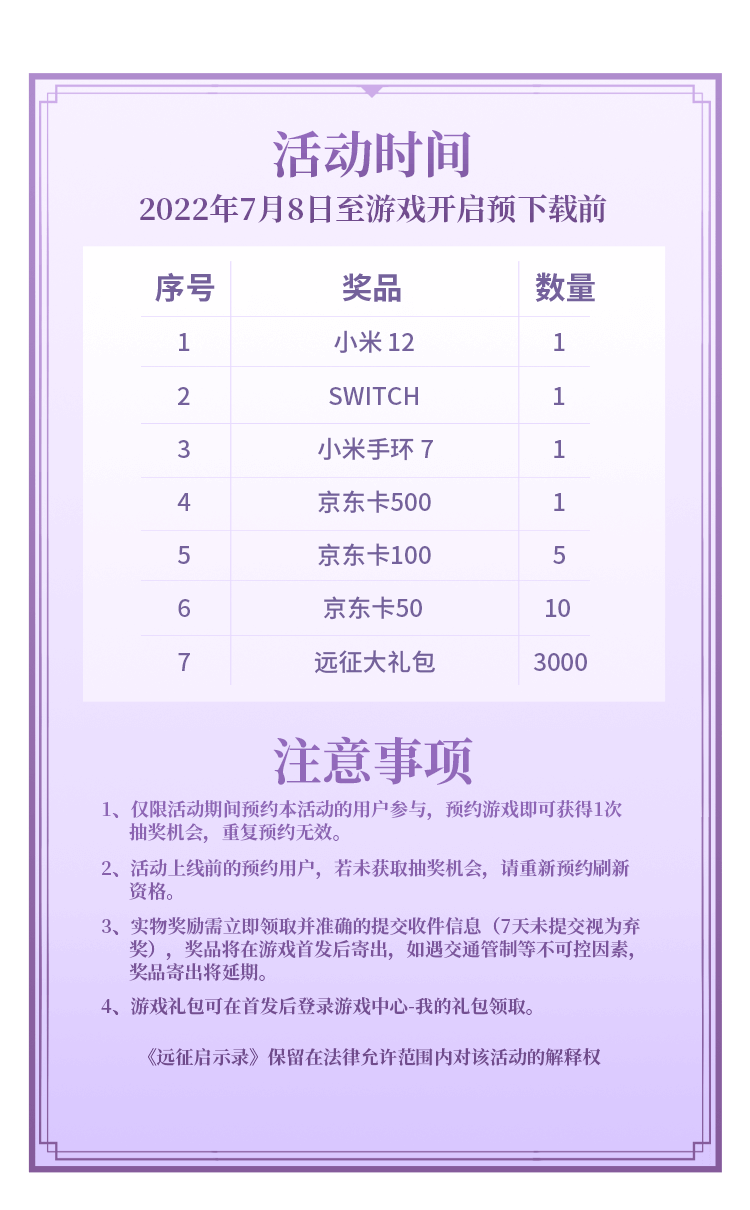 活动时间
2022年7月8日至游戏开启预下载前
序号 奖品 数量
1 小米 12 1
2 SWITCH 1
3 小米手环 7 1
4 京东卡500 1
5 京东卡100 5
6 京东卡50 10
7 远征大礼包 3000
注意事项
1、仅限活动期间预约本活动的用户参与，预约游戏即可获得1次
抽奖机会，重复预约无效。
2、活动上线前的预约用户，若未获取抽奖机会，请重新预约刷新
资格。
3、实物奖励需立即领取并准确的提交收件信息（7天未提交视为弃
奖），奖品将在游戏首发后寄出，如遇交通管制等不可控因素，
奖品寄出将延期。
4、游戏礼包可在首发后登录游戏中心-我的礼包领取。
《远征启示录》保留在法律允许范围内对该活动的解释权